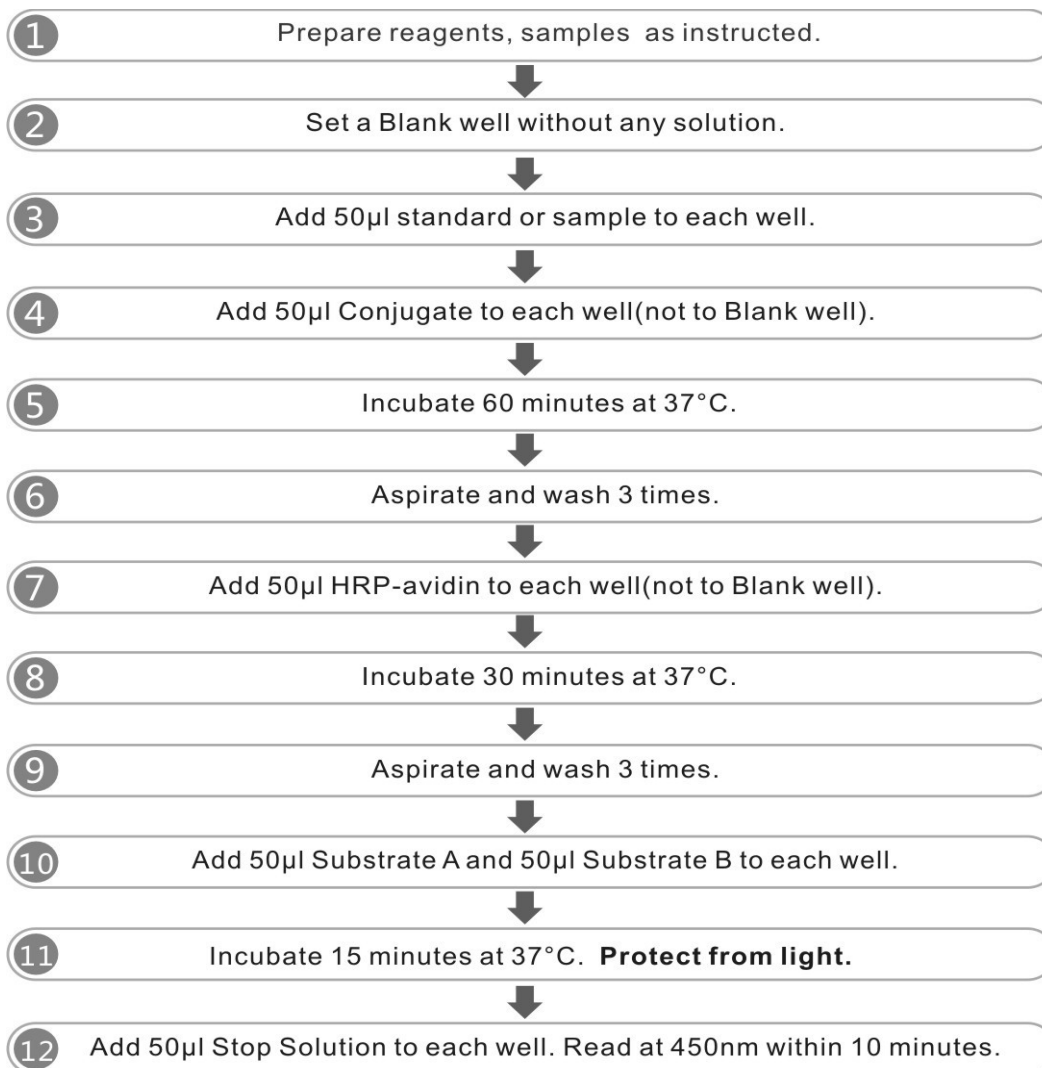 1 Prepare reagents, samples as instructed.
2 Set a Blank well without any solution.
3 Add 50µl standard or sample to each well.
4 Add 50µl Conjugate to each well(not to Blank well).
5 Incubate 60 minutes at 37°C.
6 Aspirate and wash 3 times.
7 Add 50µl HRP-avidin to each well(not to Blank well).
8 Incubate 30 minutes at 37°C.
9 Aspirate and wash 3 times.
10 Add 50µl Substrate A and 50µl Substrate B to each well.
11 Incubate 15 minutes at 37°C. Protect from light.
12 Add 50µl Stop Solution to each well. Read at 450nm within 10 minutes.